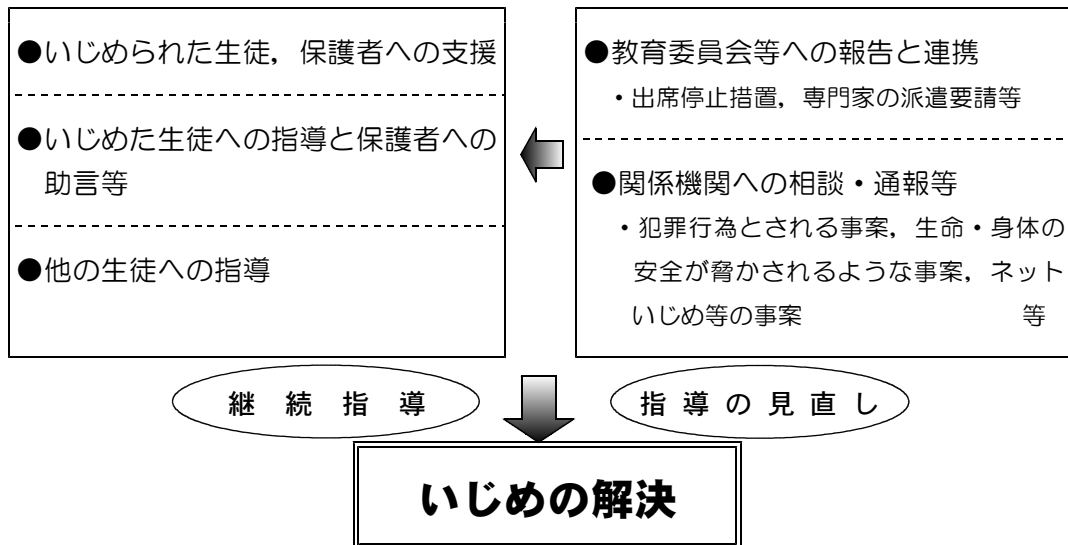 ●いじめられた生徒，保護者への支援
●いじめた生徒への指導と保護者への
助言等
●他の生徒への指導
●教育委員会等への報告と連携
・出席停止措置，専門家の派遣要請等
●関係機関への相談・通報等
・犯罪行為とされる事案，生命・身体の
安全が脅かされるような事案，ネット
いじめ等の事案　等
継続指導
指導の見直し
いじめの解決